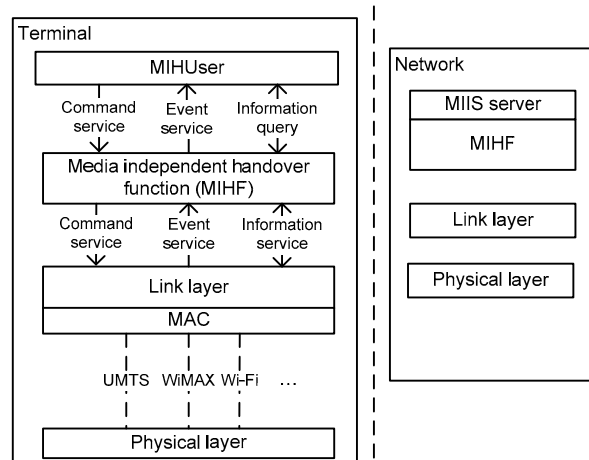 Terminal
MIHUser
Command service
Event service
Information query
Media independent handover
function (MIHF)
Command service
Event service
Information service
Link layer
MAC
UMTS WiMAX Wi-Fi ...
Physical layer
Network
MIIS server
MIHF
Link layer
Physical layer